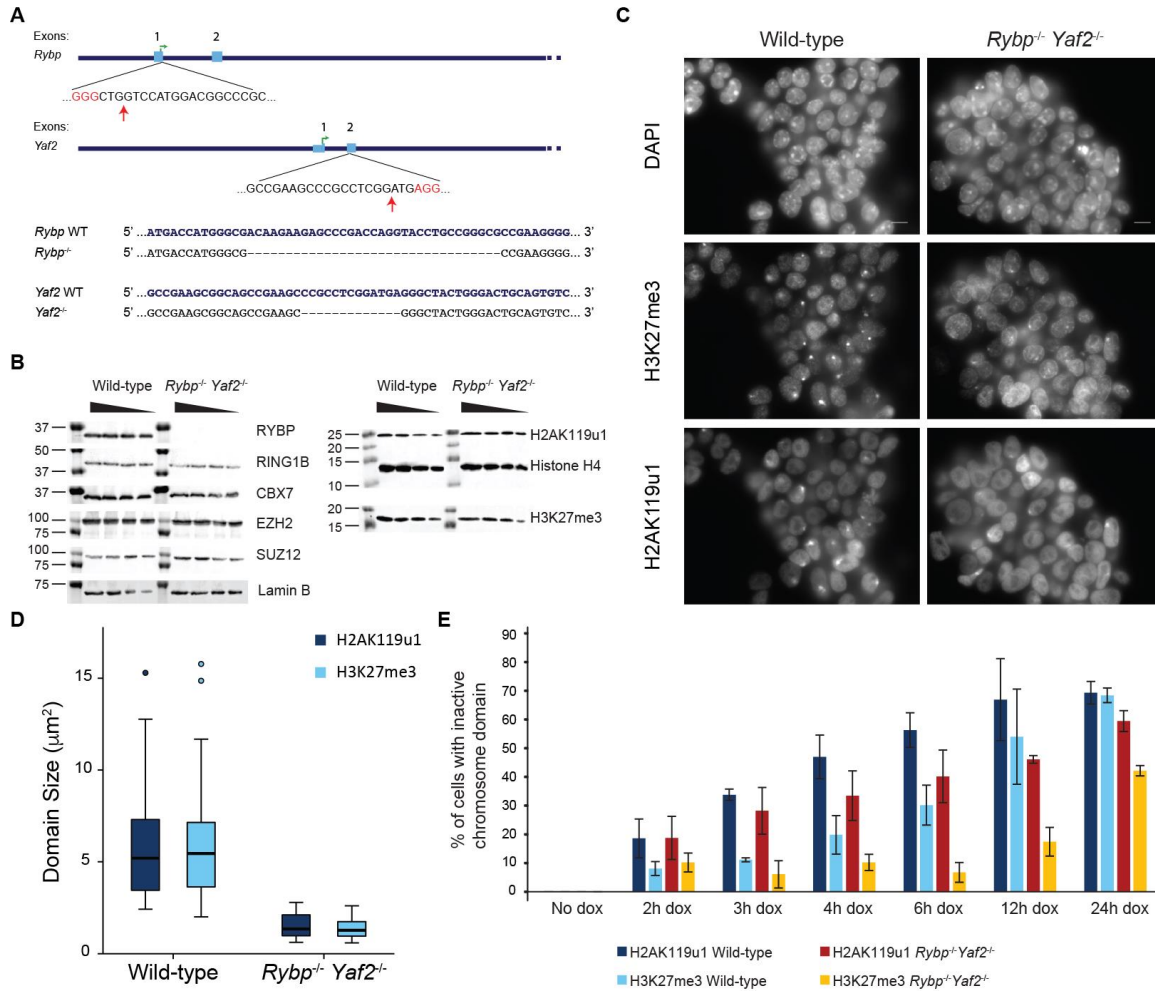 A
Exons:
1
2
Rybp
...GGGCTGGTCCATGGACGGCCCGC...
Exons:
1
2
Yaf2
...GCCGAAGCCCGCCTCGGATGAGG...
Rybp WT 5' ...ATGACCATGGGCGACAAGAAGAGCCCGACCAGGTACCTGCCGGGCGCCGAAGGGG... 3'
Rybp-/- 5' ...ATGACCATGGGCG------------------------------CCGAAGGGG... 3'
Yaf2 WT 5' ...GCCGAAGCGGCAGCCGAAGCCCGCCTCGGATGAGGGCTACTGGGACTGCAGTGTC... 3'
Yaf2-/- 5' ...GCCGAAGCGGCAGCCGAAGC------------GGGCTACTGGGACTGCAGTGTC... 3'
B
Wild-type Rybp-/- Yaf2-/-
37
RYBP
50
RING1B
37
37
CBX7
100
EZH2
75
100
SUZ12
75
75
Lamin B
Wild-type Rybp-/- Yaf2-/-
25
H2AK119u1
20
15
Histone H4
10
20
H3K27me3
15
C
Wild-type Rybp-/- Yaf2-/-
DAPI
H3K27me3
H2AK119u1
D
Domain Size (μm2)
15
10
5
0
H2AK119u1
H3K27me3
Wild-type Rybp-/- Yaf2-/-
E
% of cells with inactive
chromosome domain
90
80
70
60
50
40
30
20
10
0
No dox 2h dox 3h dox 4h dox 6h dox 12h dox 24h dox
H2AK119u1 Wild-type H2AK119u1 Rybp-/-Yaf2-/-
H3K27me3 Wild-type H3K27me3 Rybp-/-Yaf2-/-